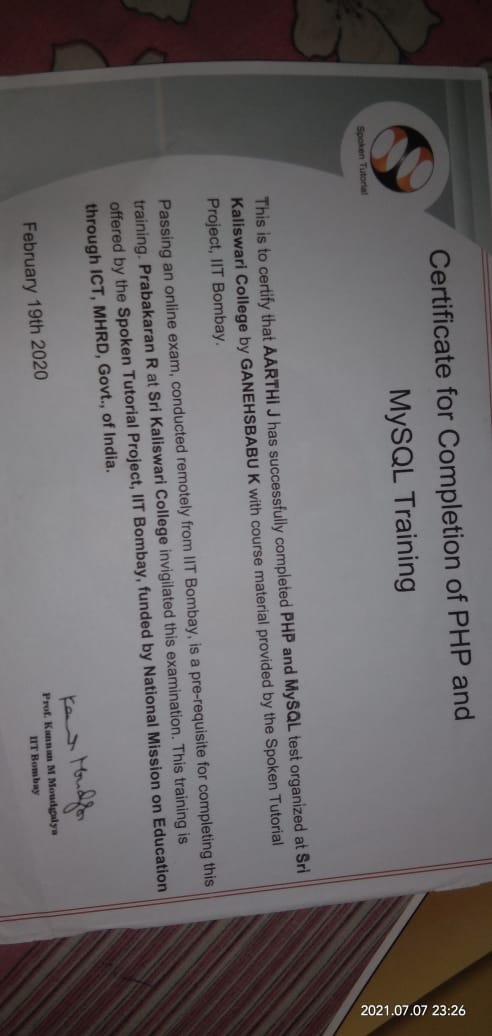 Spoken Tutorial
Certificate for Completion of PHP and
MySQL Training
This is to certify that AARTHI J has successfully completed PHP and MySQL test organized at Sri
Kaliswari College by GANEHSBABU K with course material provided by the Spoken Tutorial
Project, IIT Bombay.
Passing an online exam, conducted remotely from IIT Bombay, is a pre-requisite for completing this
training. Prabakaran R at Sri Kaliswari College invigilated this examination. This training is
offered by the Spoken Tutorial Project, IIT Bombay, funded by National Mission on Education
through ICT, MHRD, Govt., of India.
February 19th 2020
Kannan Moudgalya
Prof. Kannan M Moudgalya
IIT Bombay
2021.07.07 23:26